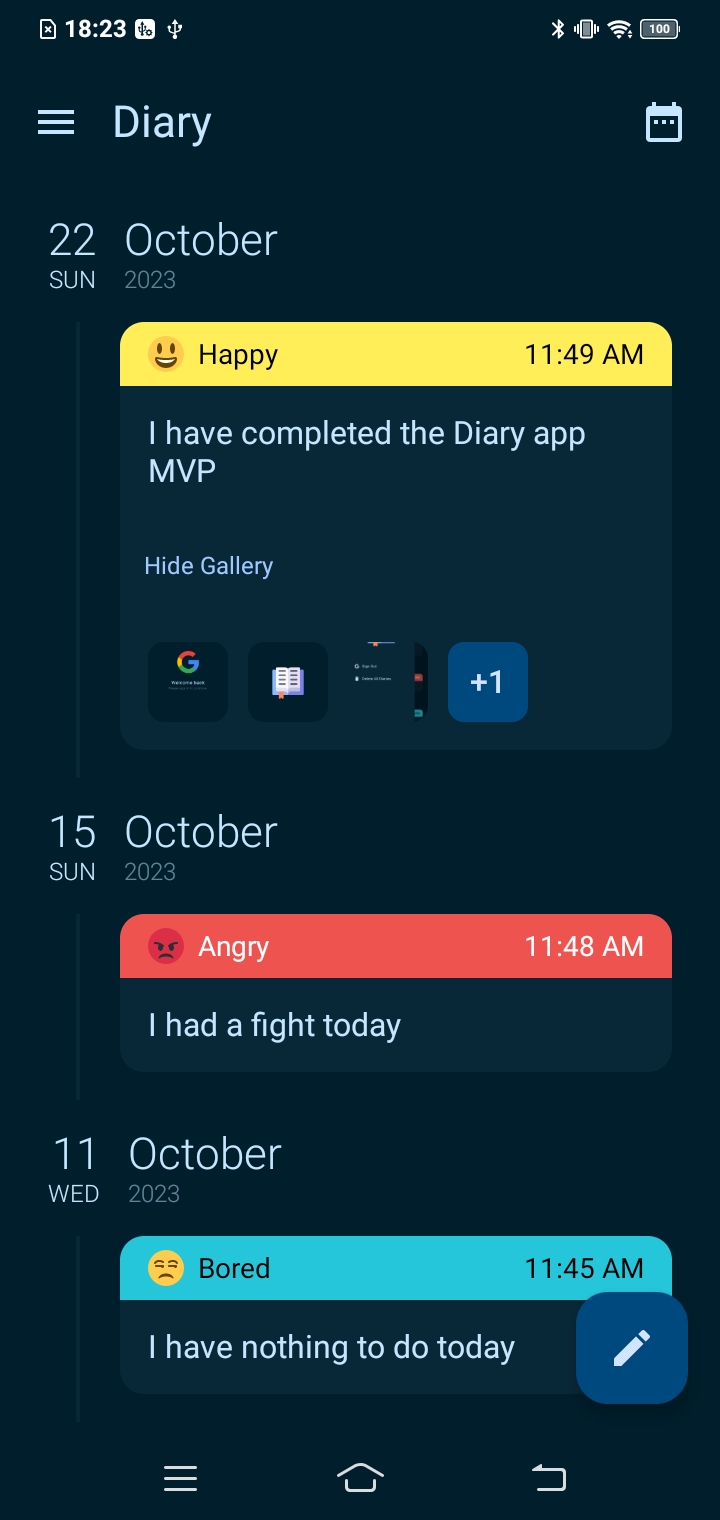 18:23
100
Diary
22 October
SUN 2023
Happy 11:49 AM
I have completed the Diary app
MVP
Hide Gallery
Welcome back
+1
15 October
SUN 2023
Angry 11:48 AM
I had a fight today
11 October
WED 2023
Bored 11:45 AM
I have nothing to do today